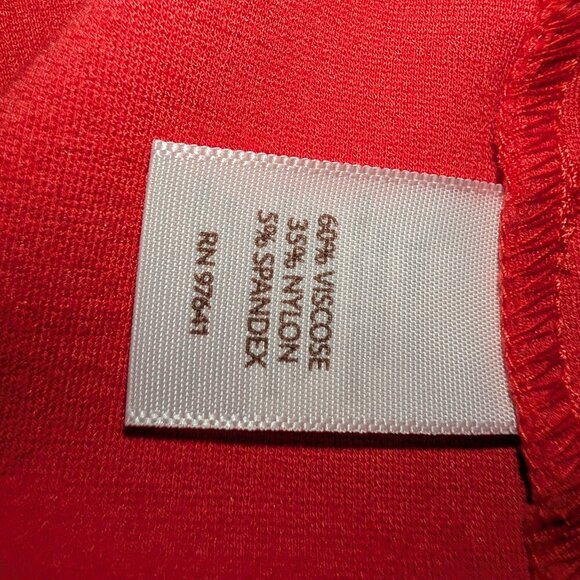 60% VISCOSE
35% NYLON
5% SPANDEX
RN 97641